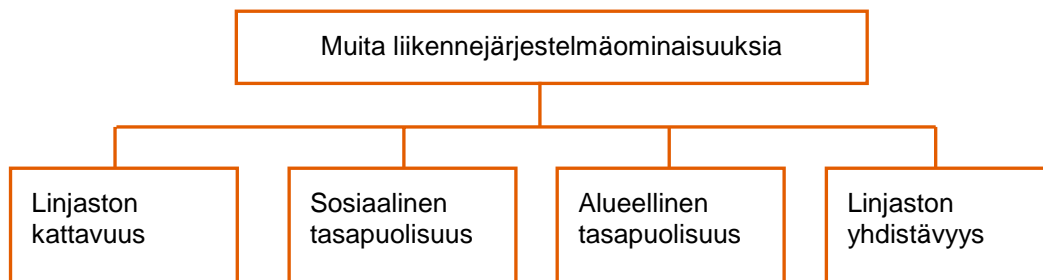 Muita liikennejärjestelmäominaisuuksia
Linjaston
kattavuus
Sosiaalinen
tasapuolisuus
Alueellinen
tasapuolisuus
Linjaston
yhdistävyys